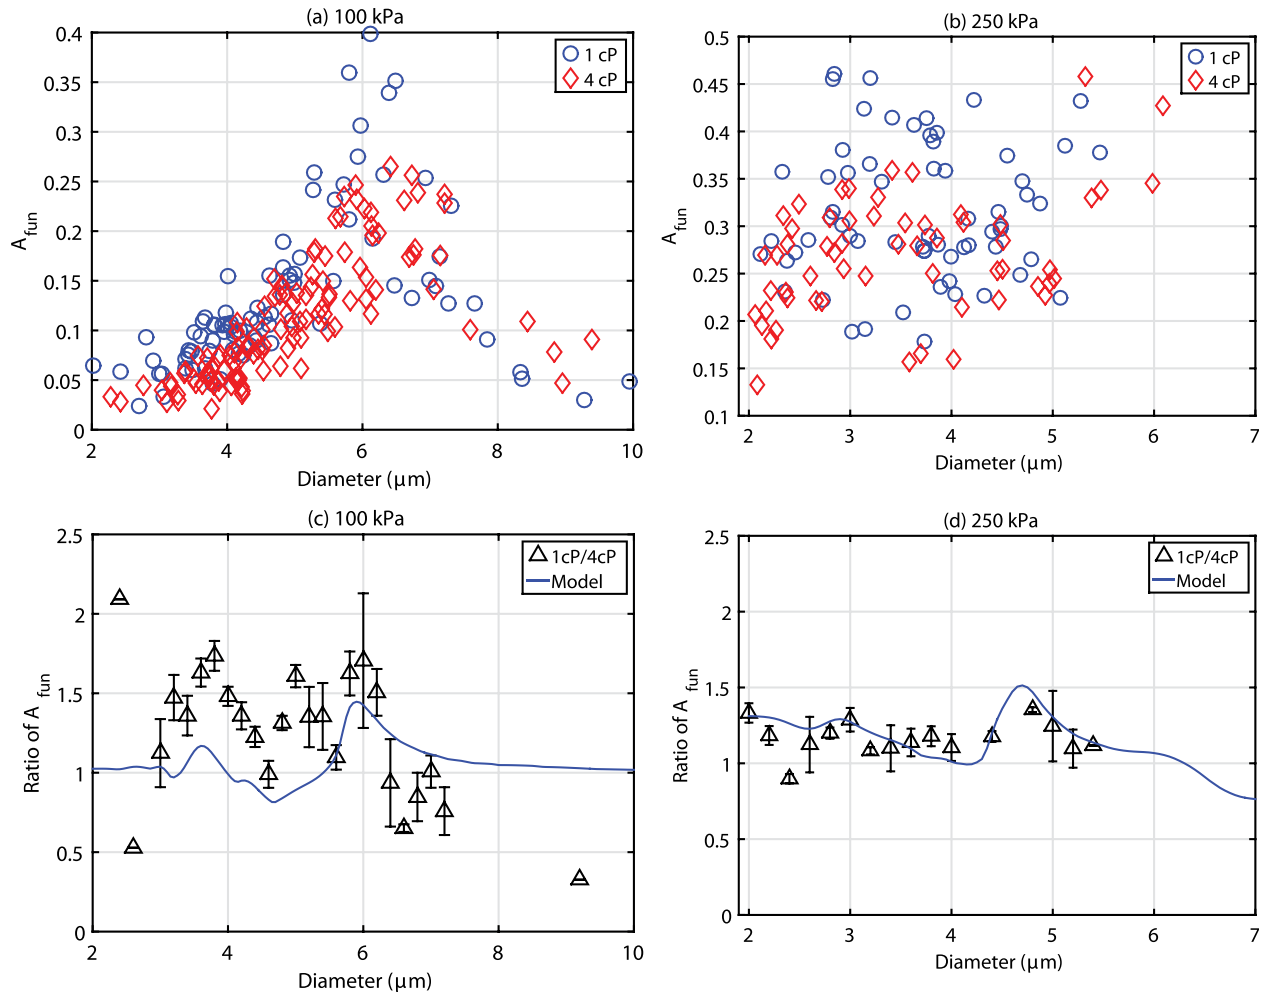 (a) 100 kPa
0.4
0.35
0.3
0.25
0.2
0.15
0.1
0.05
0
A fun
1 cP
4 cP
2 4 6 8 10
Diameter (µm)
(b) 250 kPa
0.5
0.45
0.4
0.35
0.3
0.25
0.2
0.15
0.1
A fun
1 cP
4 cP
2 3 4 5 6 7
Diameter (µm)
(c) 100 kPa
2.5
2
1.5
1
0.5
0
Ratio of A fun
1cP/4cP
Model
2 4 6 8 10
Diameter (µm)
(d) 250 kPa
2.5
2
1.5
1
0.5
0
Ratio of A fun
1cP/4cP
Model
2 3 4 5 6 7
Diameter (µm)